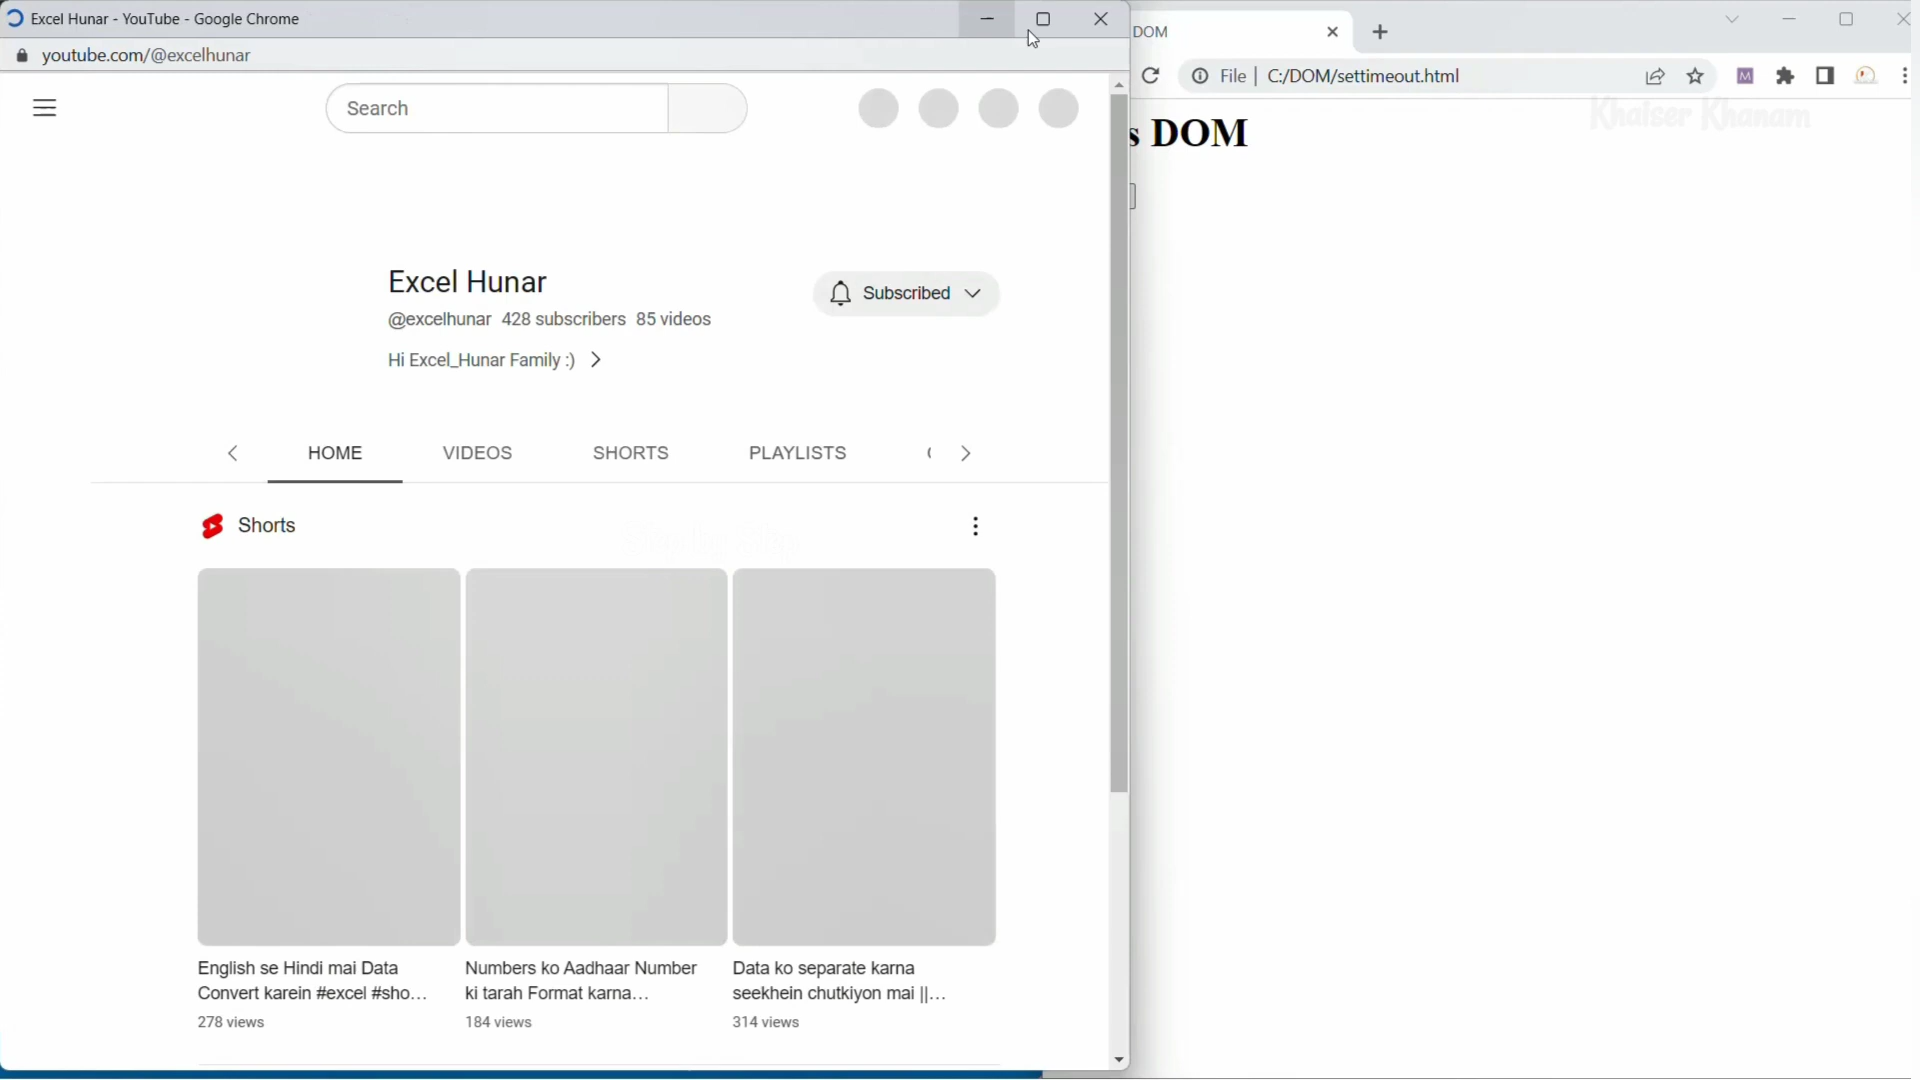 Excel Hunar - YouTube - Google Chrome
youtube.com/@excelhunar
Search
Excel Hunar
Subscribed
@excelhunar 428 subscribers 85 videos
Hi Excel_Hunar Family :)
HOME VIDEOS SHORTS PLAYLISTS
Shorts
English se Hindi mai Data
Convert karein #excel #sho...
278 views
Numbers ko Aadhaar Number
ki tarah Format karna...
184 views
Data ko separate karna
seekhein chutkiyon mai ||...
314 views
DOM
File | C:/DOM/settimeout.html
M
Khaiser Khanam
s DOM